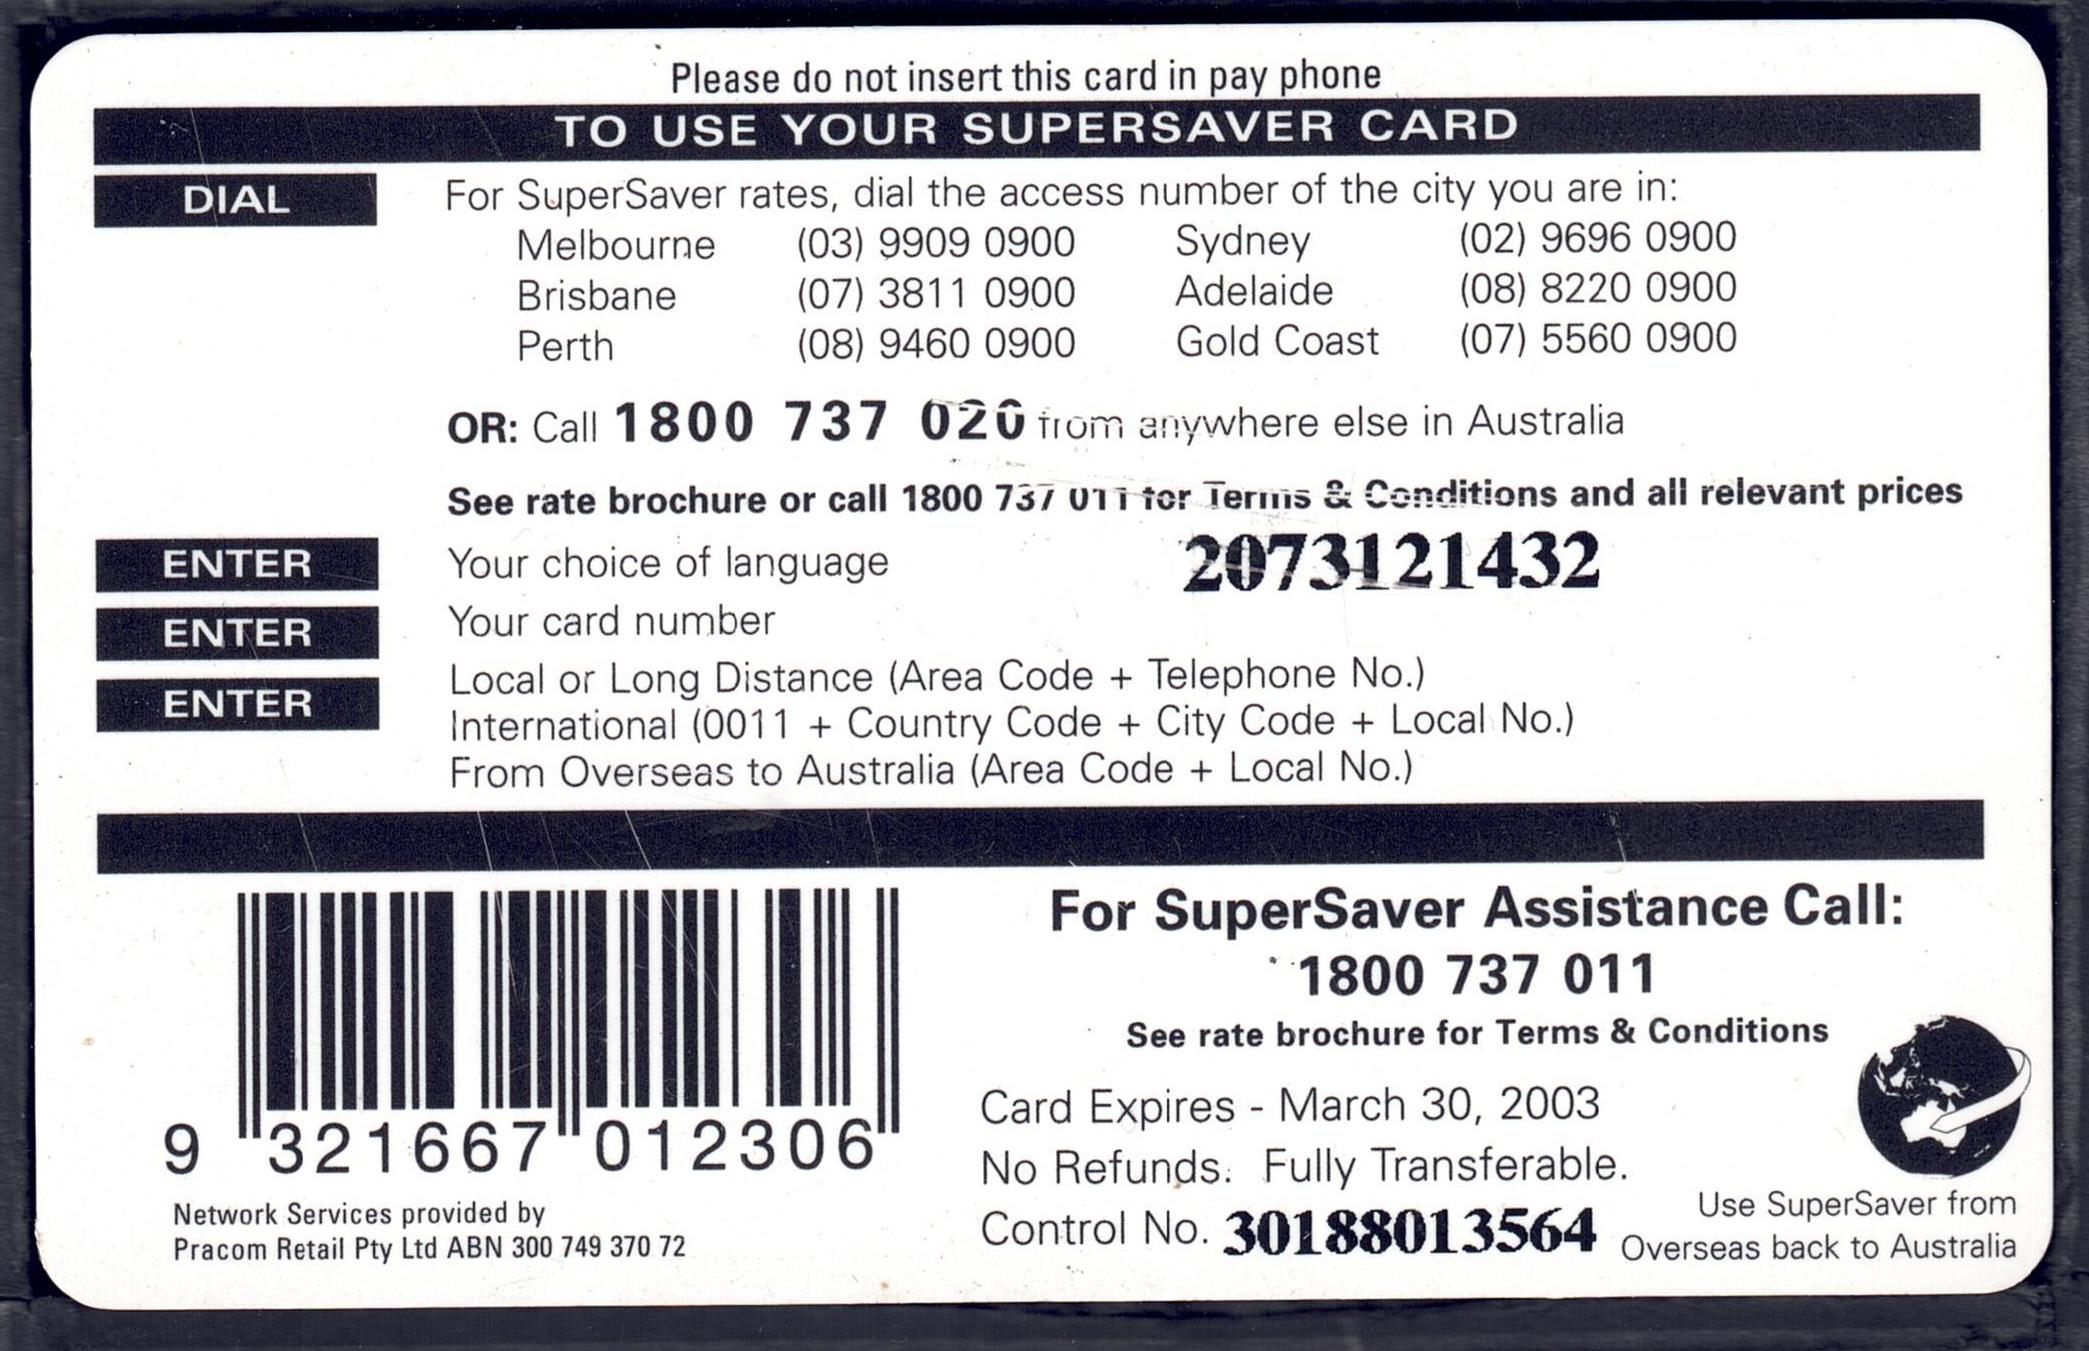 Please do not insert this card in pay phone
TO USE YOUR SUPERSAVER CARD
DIAL For SuperSaver rates, dial the access number of the city you are in:
Melbourne (03) 9909 0900 Sydney (02) 9696 0900
Brisbane (07) 3811 0900 Adelaide (08) 8220 0900
Perth (08) 9460 0900 Gold Coast (07) 5560 0900
OR: Call 1800 737 020 from anywhere else in Australia
See rate brochure or call 1800 737 011 for Terms & Conditions and all relevant prices
ENTER Your choice of language 2073121432
ENTER Your card number
ENTER Local or Long Distance (Area Code + Telephone No.)
International (0011 + Country Code + City Code + Local No.)
From Overseas to Australia (Area Code + Local No.)
9 321667 012306
Network Services provided by
Pracom Retail Pty Ltd ABN 300 749 370 72
For SuperSaver Assistance Call:
1800 737 011
See rate brochure for Terms & Conditions
Card Expires - March 30, 2003
No Refunds. Fully Transferable.
Control No. 30188013564
Use SuperSaver from
Overseas back to Australia